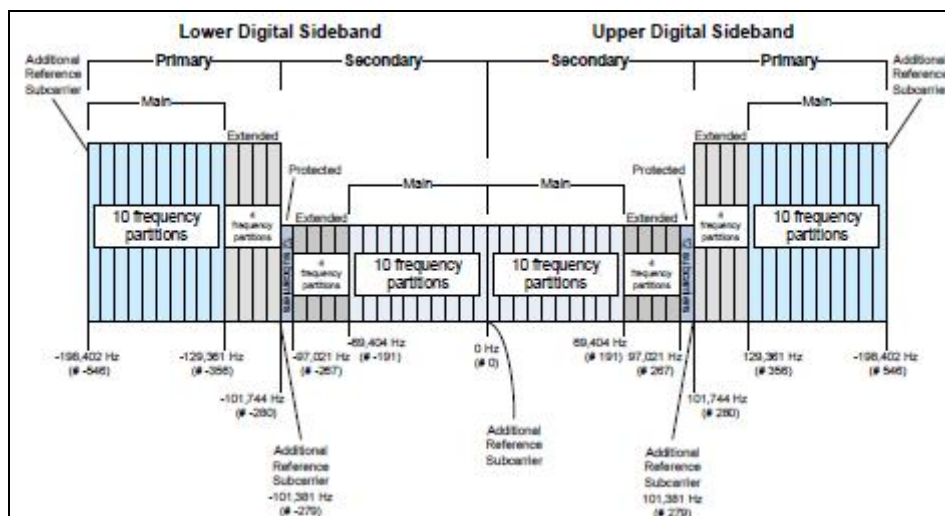 Lower Digital Sideband
Upper Digital Sideband
Additional
Reference
Subcarrier
Primary
Secondary
Secondary
Primary
Additional
Reference
Subcarrier
Main
Main
Extended
Extended
Protected
Protected
Main
Main
Extended
Extended
10 frequency
partitions
4
frequency
partitions
4
frequency
partitions
10 frequency
partitions
10 frequency
partitions
4
frequency
partitions
4
frequency
partitions
10 frequency
partitions
-198,402 Hz
(# -546)
-129,361 Hz
(# -356)
-101,744 Hz
(# -280)
-97,021 Hz
(# -267)
-69,404 Hz
(# -191)
0 Hz
(# 0)
69,404 Hz
(# 191)
97,021 Hz
(# 267)
101,744 Hz
(# 280)
129,361 Hz
(# 356)
-198,402 Hz
(# 546)
Additional
Reference
Subcarrier
-101,381 Hz
(# -279)
Additional
Reference
Subcarrier
Additional
Reference
Subcarrier
101,381 Hz
(# 279)